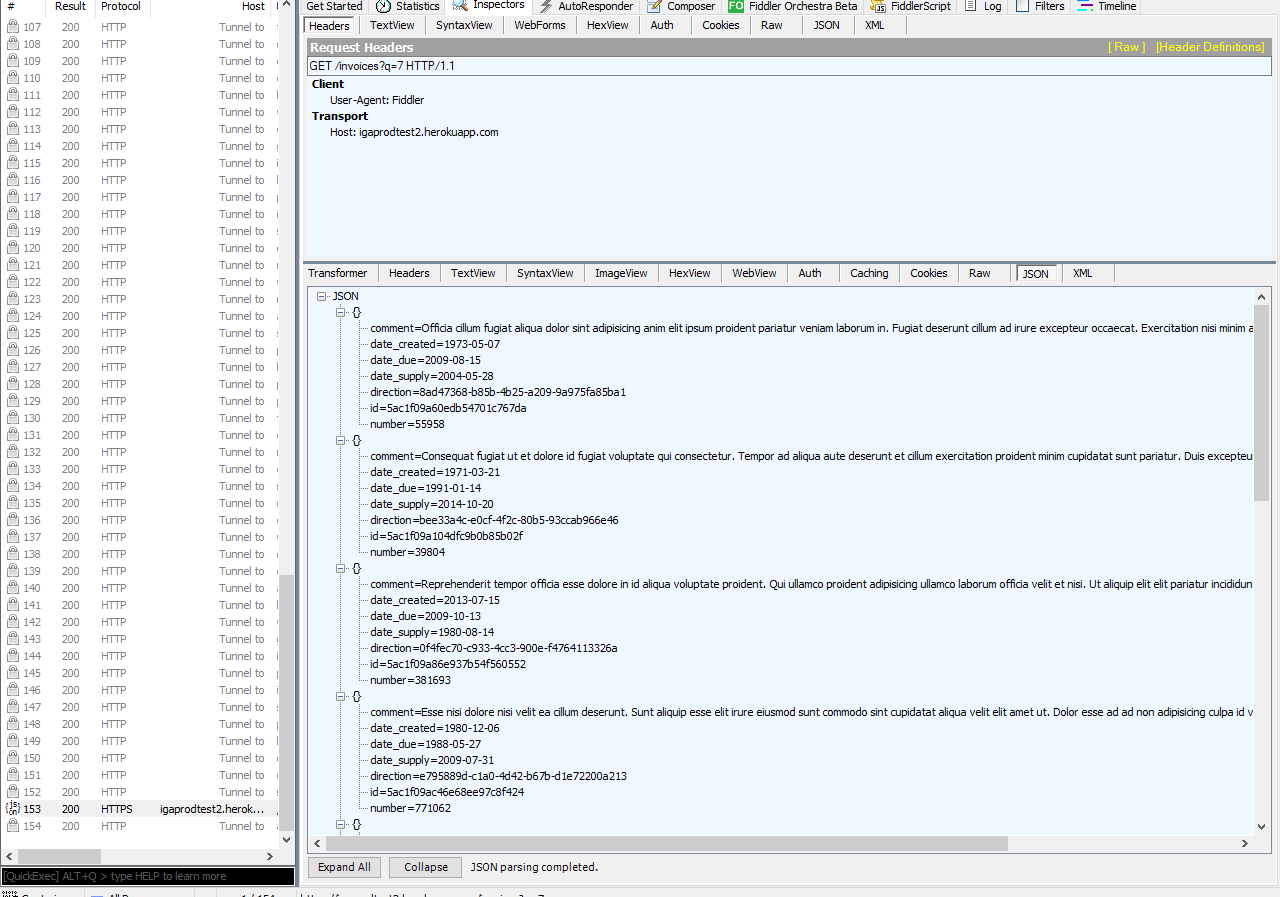 # Result Protocol Host
107 200 HTTP Tunnel to
108 200 HTTP Tunnel to
109 200 HTTP Tunnel to
110 200 HTTP Tunnel to
111 200 HTTP Tunnel to
112 200 HTTP Tunnel to
113 200 HTTP Tunnel to
114 200 HTTP Tunnel to
115 200 HTTP Tunnel to
116 200 HTTP Tunnel to
117 200 HTTP Tunnel to
118 200 HTTP Tunnel to
119 200 HTTP Tunnel to
120 200 HTTP Tunnel to
121 200 HTTP Tunnel to
122 200 HTTP Tunnel to
123 200 HTTP Tunnel to
124 200 HTTP Tunnel to
125 200 HTTP Tunnel to
126 200 HTTP Tunnel to
127 200 HTTP Tunnel to
128 200 HTTP Tunnel to
129 200 HTTP Tunnel to
130 200 HTTP Tunnel to
131 200 HTTP Tunnel to
132 200 HTTP Tunnel to
133 200 HTTP Tunnel to
134 200 HTTP Tunnel to
135 200 HTTP Tunnel to
136 200 HTTP Tunnel to
137 200 HTTP Tunnel to
138 200 HTTP Tunnel to
139 200 HTTP Tunnel to
140 200 HTTP Tunnel to
141 200 HTTP Tunnel to
142 200 HTTP Tunnel to
143 200 HTTP Tunnel to
144 200 HTTP Tunnel to
145 200 HTTP Tunnel to
146 200 HTTP Tunnel to
147 200 HTTP Tunnel to
148 200 HTTP Tunnel to
149 200 HTTP Tunnel to
150 200 HTTP Tunnel to
151 200 HTTP Tunnel to
152 200 HTTP Tunnel to
153 200 HTTPS igaprodtest2.herok...
154 200 HTTP Tunnel to
[QuickExec] ALT+Q > type HELP to learn more
Get Started Statistics Inspectors AutoResponder Composer FO Fiddler Orchestra Beta FiddlerScript Log Filters Timeline
Headers TextView SyntaxView WebForms HexView Auth Cookies Raw JSON XML
Request Headers [ Raw ] [Header Definitions]
GET /invoices?q=7 HTTP/1.1
Client
User-Agent: Fiddler
Transport
Host: igaprodtest2.herokuapp.com
Transformer Headers TextView SyntaxView ImageView HexView WebView Auth Caching Cookies Raw JSON XML
JSON
{}
comment=Officia cillum fugiat aliqua dolor sint adipisicing anim elit ipsum proident pariatur veniam laborum in. Fugiat deserunt cillum ad irure excepteur occaecat. Exercitation nisi minim a
date_created=1973-05-07
date_due=2009-08-15
date_supply=2004-05-28
direction=8ad47368-b85b-4b25-a209-9a975fa85ba1
id=5ac1f09a60edb54701c767da
number=55958
{}
comment=Consequat fugiat ut et dolore id fugiat voluptate qui consectetur. Tempor ad aliqua aute deserunt et cillum exercitation proident minim cupidatat sunt pariatur. Duis excepteu
date_created=1971-03-21
date_due=1991-01-14
date_supply=2014-10-20
direction=bee33a4c-e0cf-4f2c-80b5-93ccab966e46
id=5ac1f09a104dfc9b0b85b02f
number=39804
{}
comment=Reprehenderit tempor officia esse dolore in id aliqua voluptate proident. Qui ullamco proident adipisicing ullamco laborum officia velit et nisi. Ut aliquip elit elit pariatur incididun
date_created=2013-07-15
date_due=2009-10-13
date_supply=1980-08-14
direction=0f4fec70-c933-4cc3-900e-f4764113326a
id=5ac1f09a86e937b54f560552
number=381693
{}
comment=Esse nisi dolore nisi velit ea cillum deserunt. Sunt aliquip esse elit irure eiusmod sunt commodo sint cupidatat aliqua velit elit amet ut. Dolor esse ad ad non adipisicing culpa id v
date_created=1980-12-06
date_due=1988-05-27
date_supply=2009-07-31
direction=e795889d-c1a0-4d42-b67b-d1e72200a213
id=5ac1f09ac46e68ee97c8f424
number=771062
{}
Expand All Collapse JSON parsing completed.